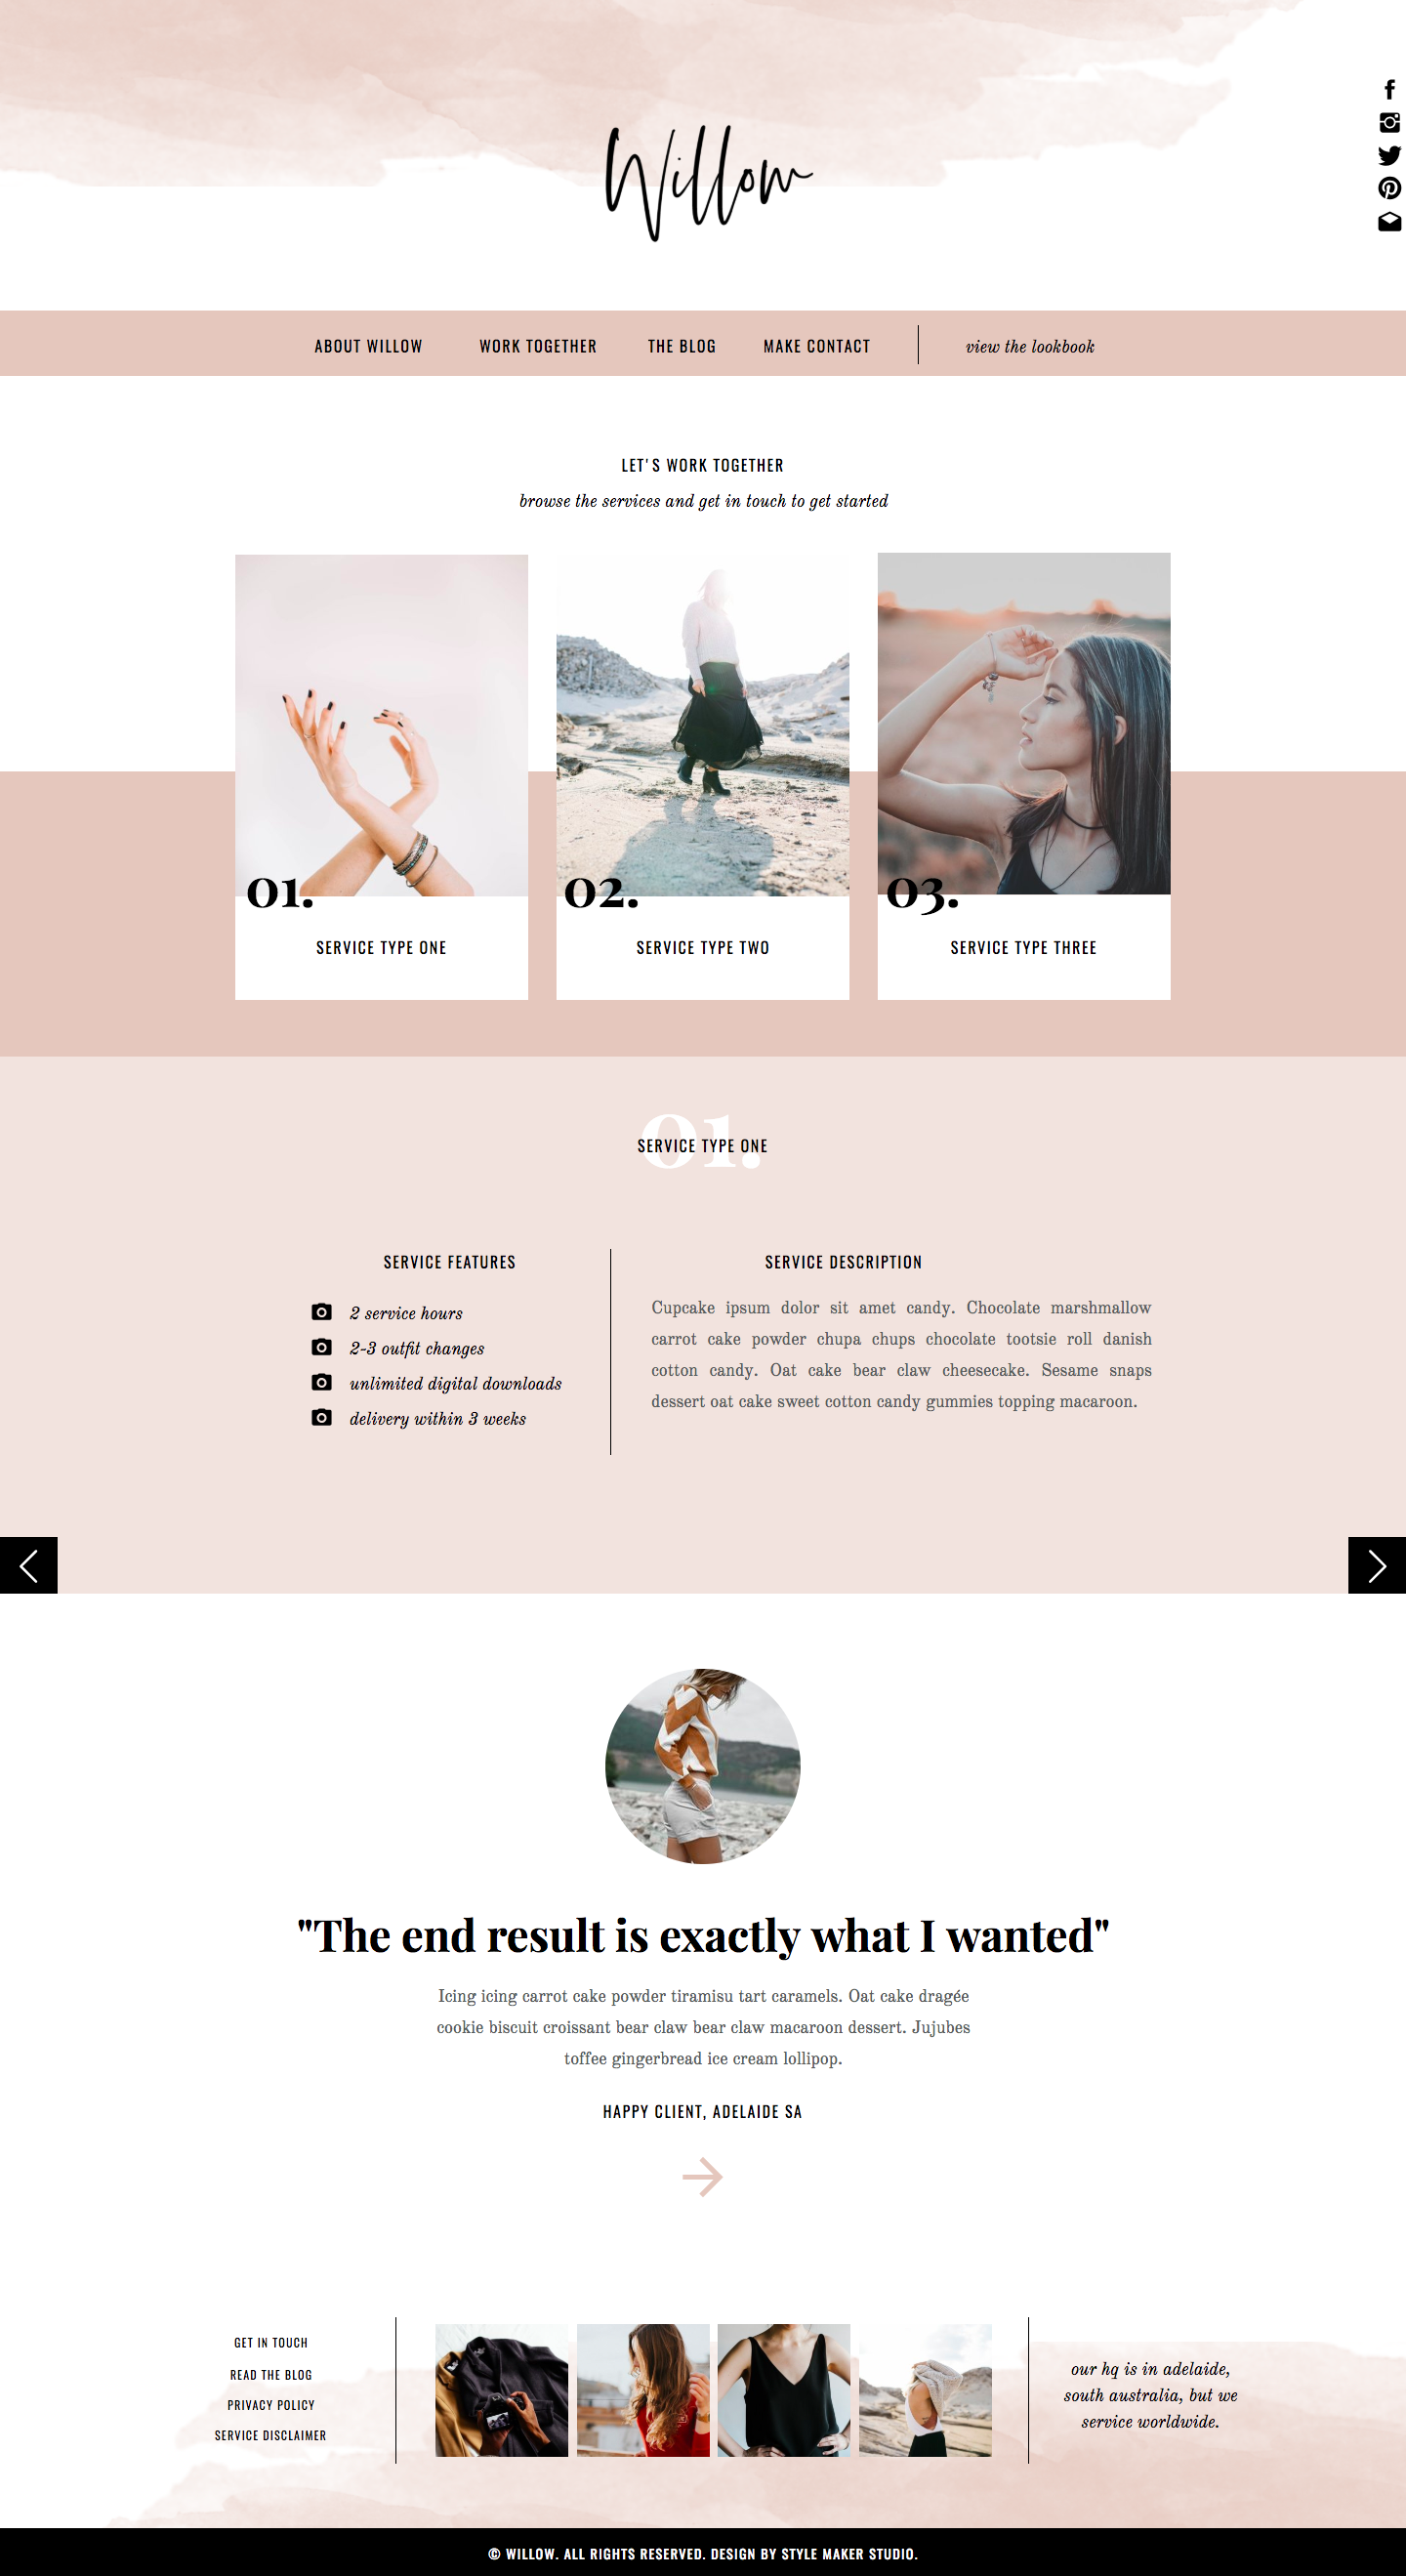 Willow
ABOUT WILLOW
WORK TOGETHER
THE BLOG
MAKE CONTACT
view the lookbook
LET'S WORK TOGETHER
browse the services and get in touch to get started
01.
SERVICE TYPE ONE
02.
SERVICE TYPE TWO
03.
SERVICE TYPE THREE
01.
SERVICE TYPE ONE
SERVICE FEATURES
2 service hours
2-3 outfit changes
unlimited digital downloads
delivery within 3 weeks
SERVICE DESCRIPTION
Cupcake ipsum dolor sit amet candy. Chocolate marshmallow
carrot cake powder chupa chups chocolate tootsie roll danish
cotton candy. Oat cake bear claw cheesecake. Sesame snaps
dessert oat cake sweet cotton candy gummies topping macaroon.
"The end result is exactly what I wanted"
Icing icing carrot cake powder tiramisu tart caramels. Oat cake dragée
cookie biscuit croissant bear claw bear claw macaroon dessert. Jujubes
toffee gingerbread ice cream lollipop.
HAPPY CLIENT, ADELAIDE SA
GET IN TOUCH
READ THE BLOG
PRIVACY POLICY
SERVICE DISCLAIMER
our hq is in adelaide,
south australia, but we
service worldwide.
© WILLOW. ALL RIGHTS RESERVED. DESIGN BY STYLE MAKER STUDIO.